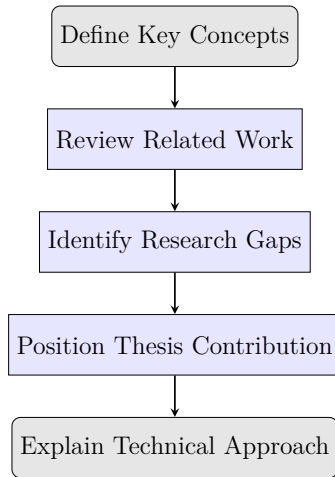 Define Key Concepts
Review Related Work
Identify Research Gaps
Position Thesis Contribution
Explain Technical Approach